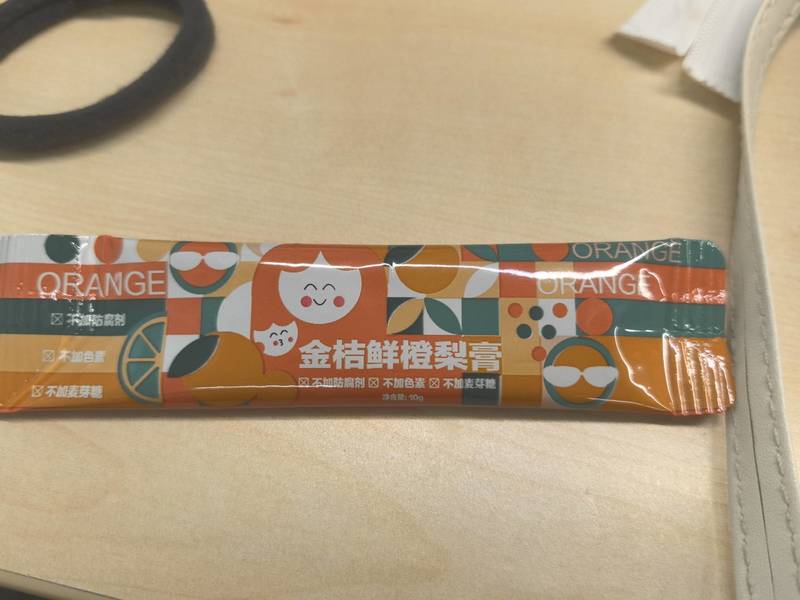 ORANGE
ORANGE
ORANGE
不加防腐剂
不加色素
不加麦芽糖
金桔鲜橙梨膏
不加防腐剂 不加色素 不加麦芽糖
净含量: 10g